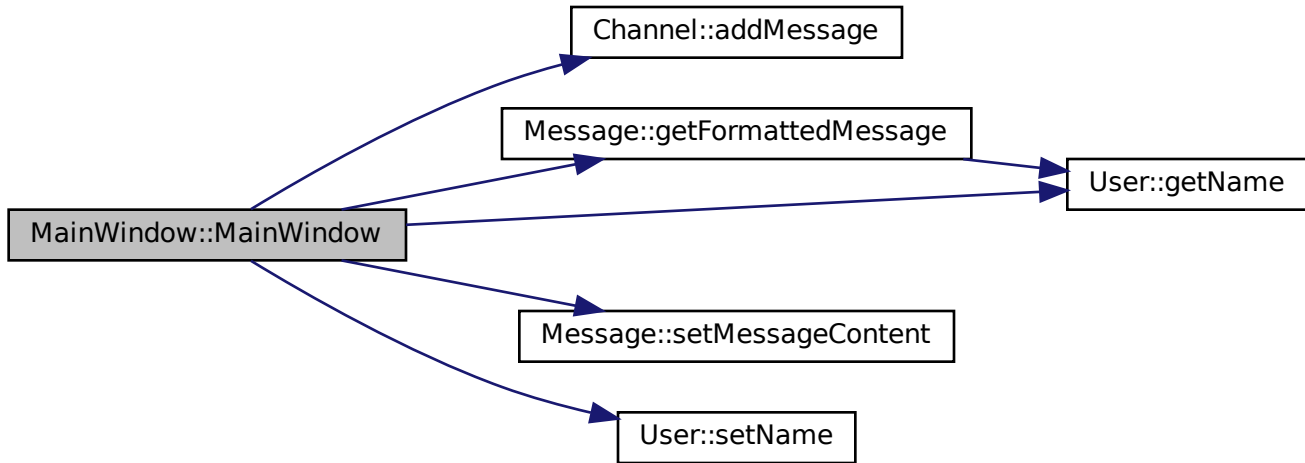 Channel::addMessage
Message::getFormattedMessage
User::getName
MainWindow::MainWindow
Message::setMessageContent
User::setName